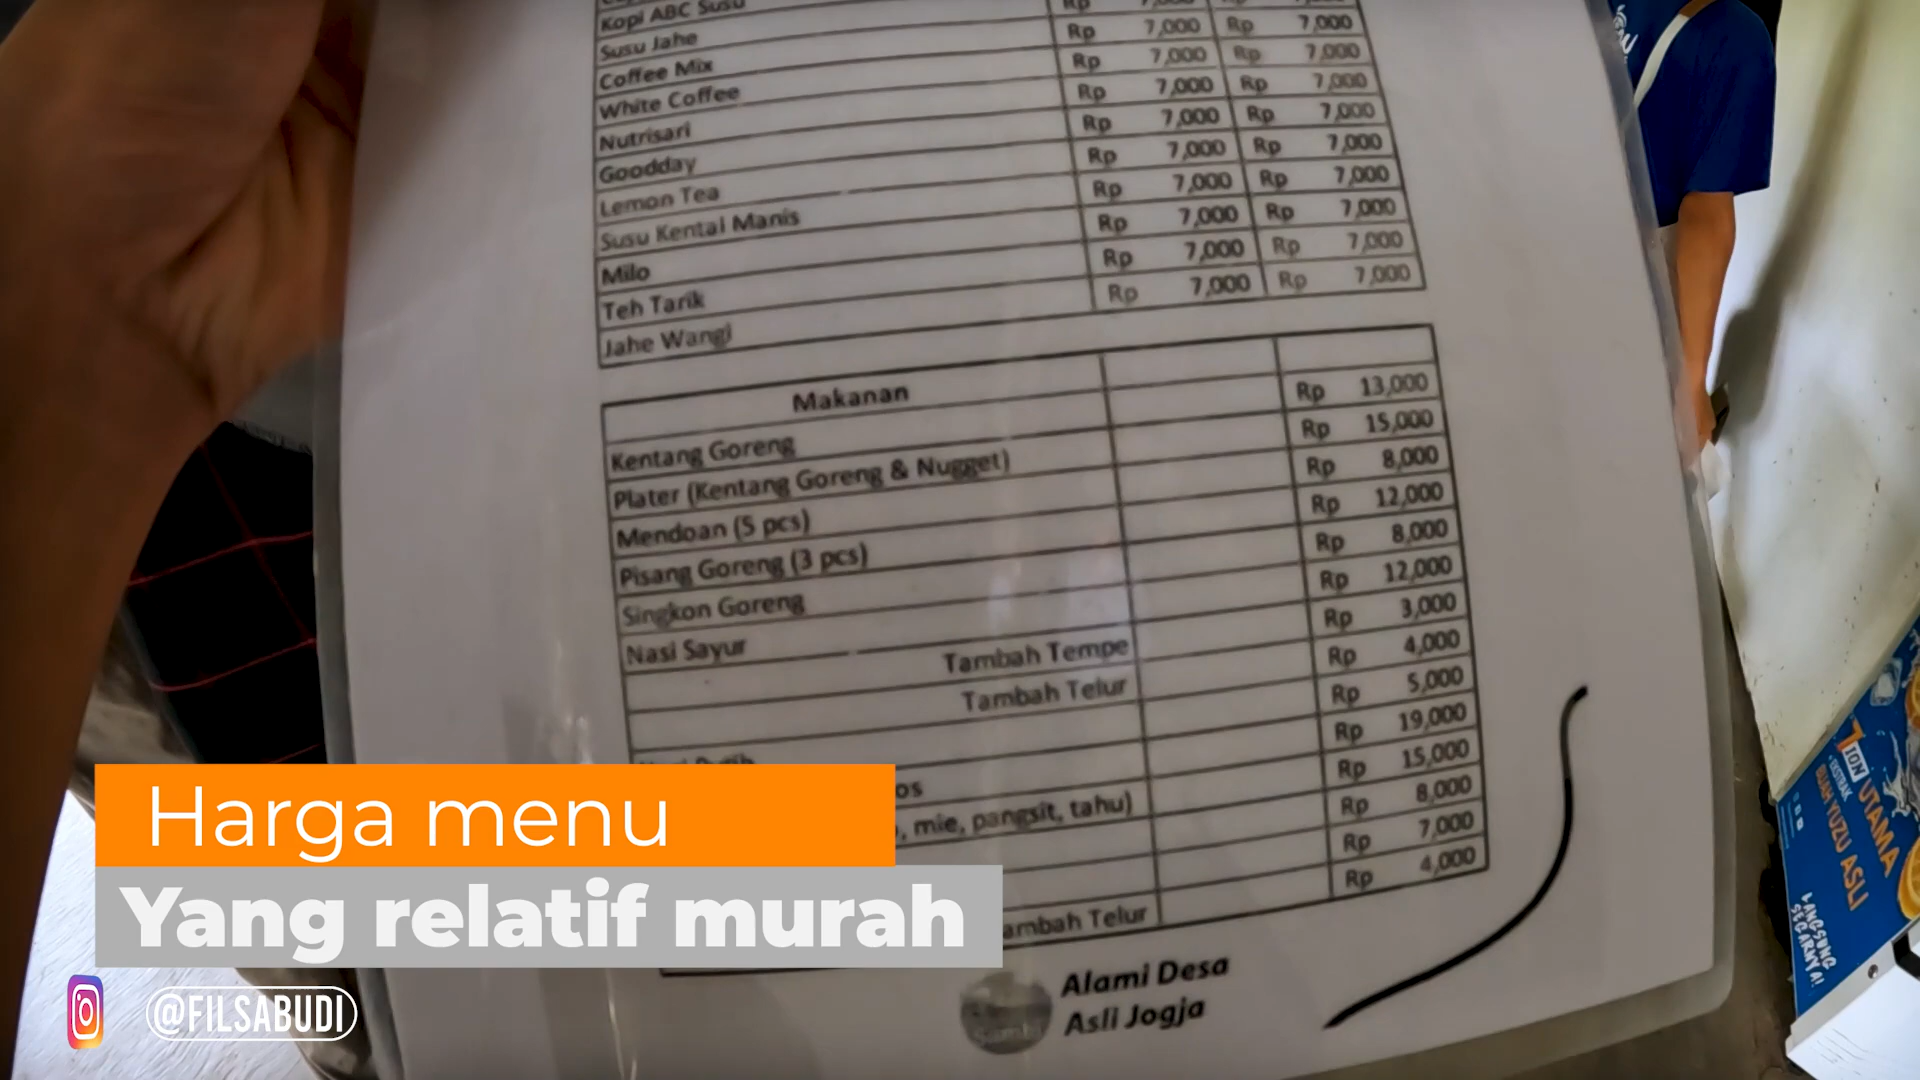 Kopi ABC Susu Rp
Susu Jahe Rp 7,000 Rp 7,000
Coffee Mix Rp 7,000 Rp 7,000
White Coffee Rp 7,000 Rp 7,000
Nutrisari Rp 7,000 Rp 7,000
Goodday Rp 7,000 Rp 7,000
Lemon Tea Rp 7,000 Rp 7,000
Susu Kental Manis Rp 7,000 Rp 7,000
Milo Rp 7,000 Rp 7,000
Teh Tarik Rp 7,000 Rp 7,000
Jahe Wangi
Makanan
Kentang Goreng Rp 13,000
Plater (Kentang Goreng & Nugget) Rp 15,000
Mendoan (5 pcs) Rp 8,000
Pisang Goreng (3 pcs) Rp 12,000
Singkon Goreng Rp 8,000
Nasi Sayur Rp 12,000
Tambah Tempe Rp 3,000
Tambah Telur Rp 4,000
Rp 5,000
Rp 19,000
mie, pangsit, tahu) Rp 15,000
Rp 8,000
Rp 7,000
Telur Rp 4,000
Alami Desa
Asli Jogja
Harga menu
Yang relatif murah
@FILSABUDI
ION
UTAMA
EKSTRAK
BUAH YUZU ASLI
LANGSUNG
SEGARNYA!